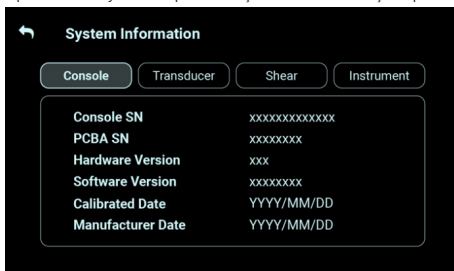 System Information
Console Transducer Shear Instrument
Console SN xxxxxxxxxxxxx
PCBA SN xxxxxxxx
Hardware Version xxx
Software Version xxxxxxxx
Calibrated Date YYYY/MM/DD
Manufacturer Date YYYY/MM/DD